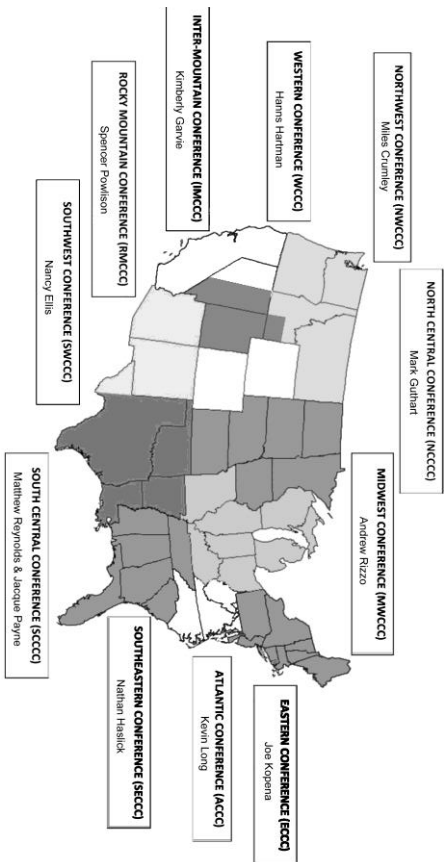 NORTHWEST CONFERENCE (NWCCC)
Miles Crumley
NORTH CENTRAL CONFERENCE (NCCCC)
Mark Guthart
WESTERN CONFERENCE (WCCC)
Hanns Hartman
MIDWEST CONFERENCE (MWCCC)
Andrew Rizzo
INTER-MOUNTAIN CONFERENCE (IMCCC)
Kimberly Garvie
EASTERN CONFERENCE (ECCC)
Joe Kopena
ROCKY MOUNTAIN CONFERENCE (RMCCC)
Spencer Powlison
ATLANTIC CONFERENCE (ACCC)
Kevin Long
SOUTHWEST CONFERENCE (SWCCC)
Nancy Ellis
SOUTHEASTERN CONFERENCE (SECCC)
Nathan Haslick
SOUTH CENTRAL CONFERENCE (SCCCC)
Matthew Reynolds & Jacque Payne